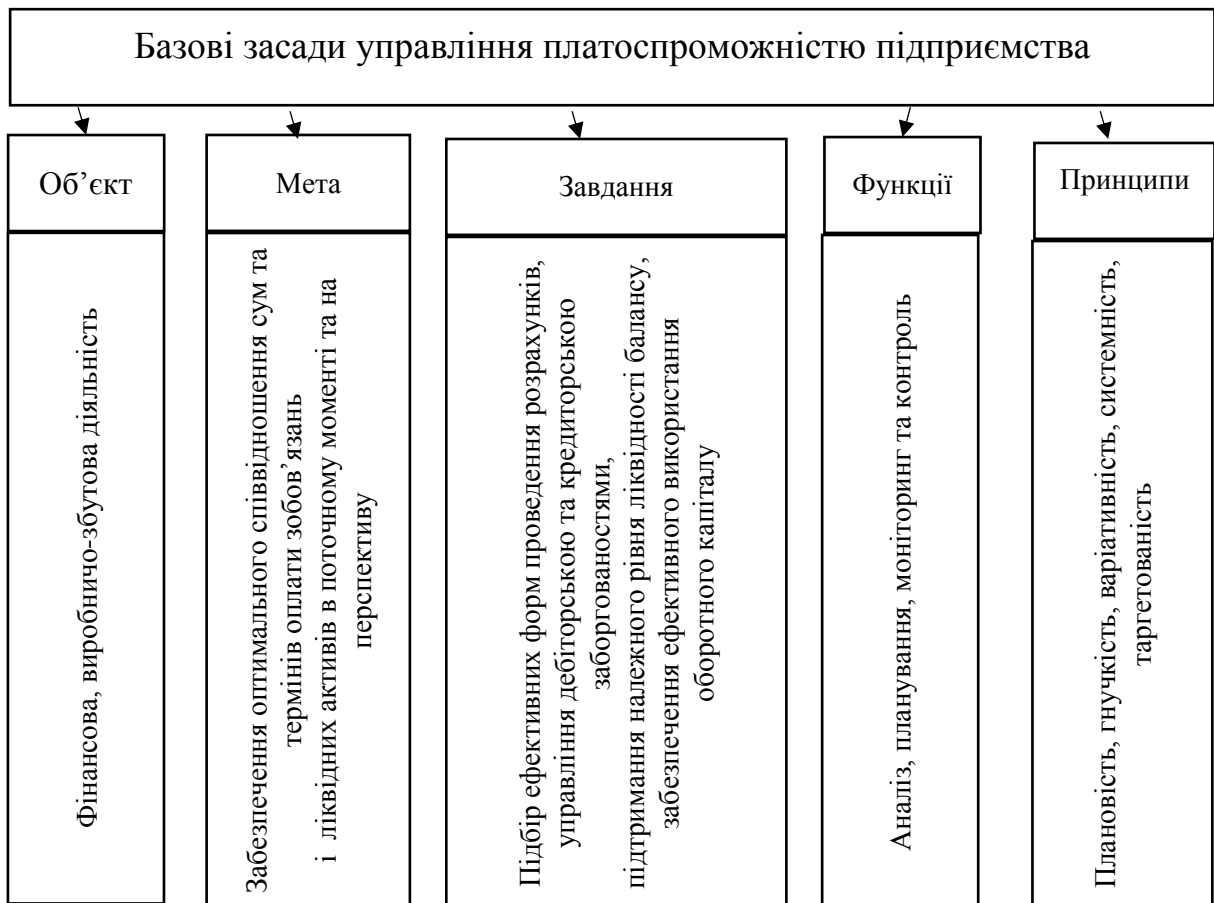 Базові засади управління платоспроможністю підприємства
Об’єкт
Мета
Завдання
Функції
Принципи
Фінансова, виробничо-збутова діяльність
Забезпечення оптимального співвідношення сум та
термінів оплати зобов’язань
і ліквідних активів в поточному моменті та на
перспективу
Підбір ефективних форм проведення розрахунків,
управління дебіторською та кредиторською
заборгованостями,
підтримання належного рівня ліквідності балансу,
забезпечення ефективного використання
оборотного капіталу
Аналіз, планування, моніторинг та контроль
Плановість, гнучкість, варіативність, системність,
таргетованість